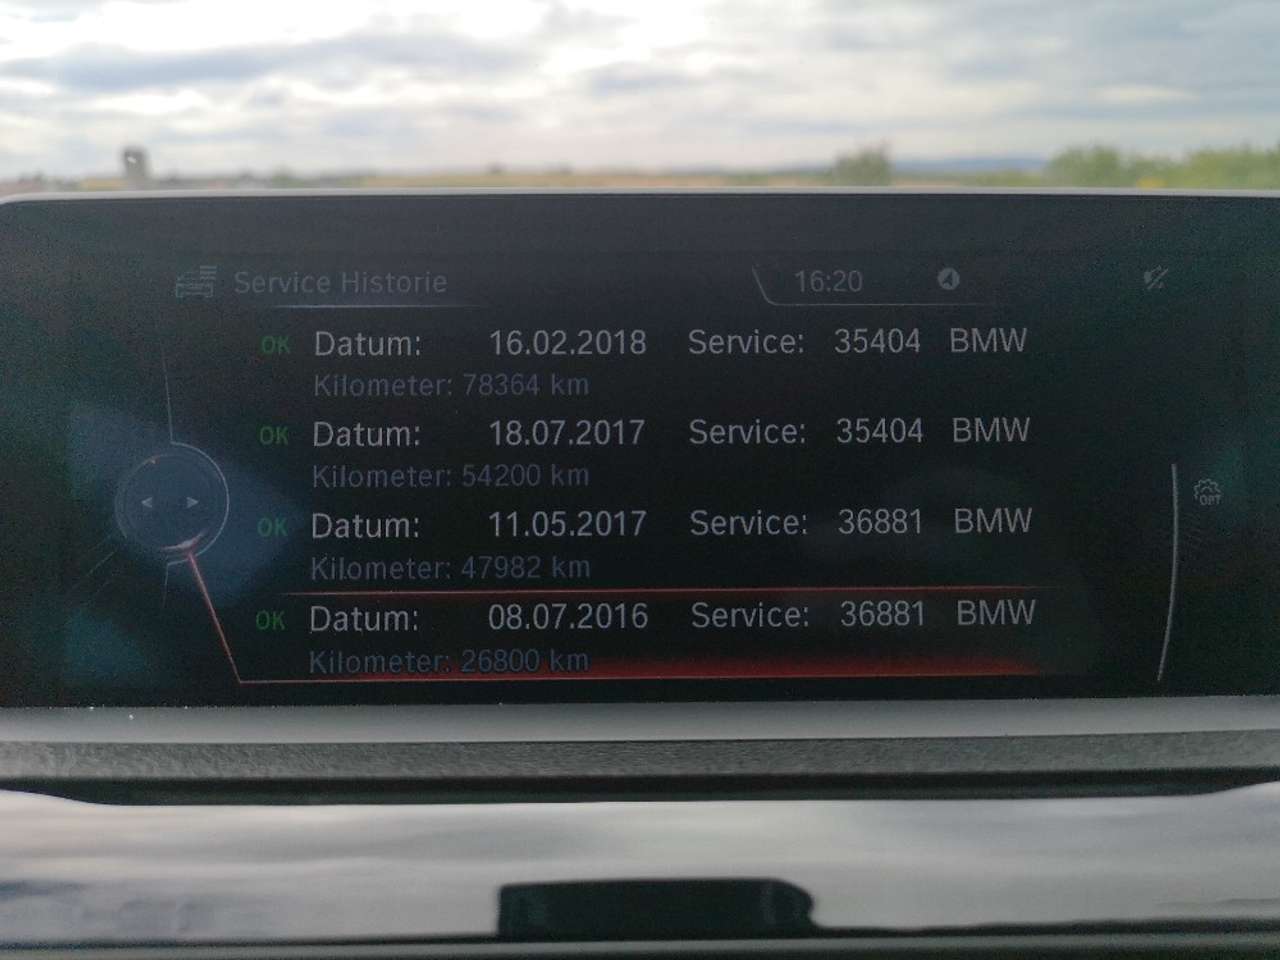 Service Historie 16:20
OK Datum: 16.02.2018 Service: 35404 BMW
Kilometer: 78364 km
OK Datum: 18.07.2017 Service: 35404 BMW
Kilometer: 54200 km
OK Datum: 11.05.2017 Service: 36881 BMW
Kilometer: 47982 km
OPT
OK Datum: 08.07.2016 Service: 36881 BMW
Kilometer: 26800 km